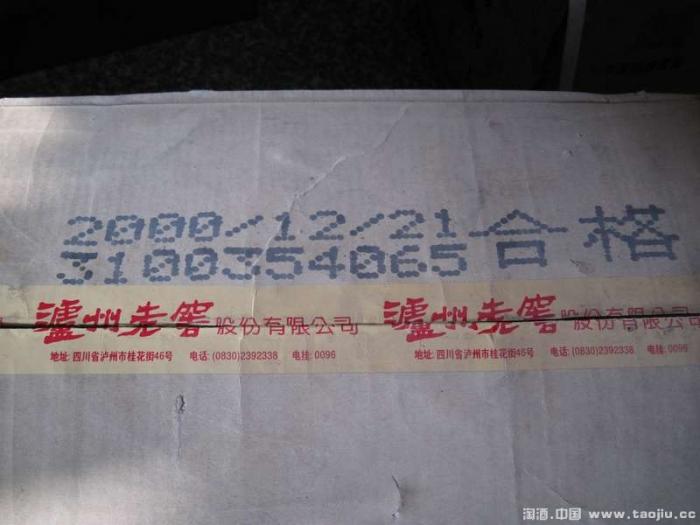 2000/12/21 合格
3100354065
瀘州老窖股份有限公司 瀘州老窖股份有限公司
地址: 四川省泸州市桂花街46号 电话: (0830)2392338 电挂: 0096 地址: 四川省泸州市桂花街46号 电话: (0830)2392338 电挂: 0096
淘酒.中国 www.taojiu.cc